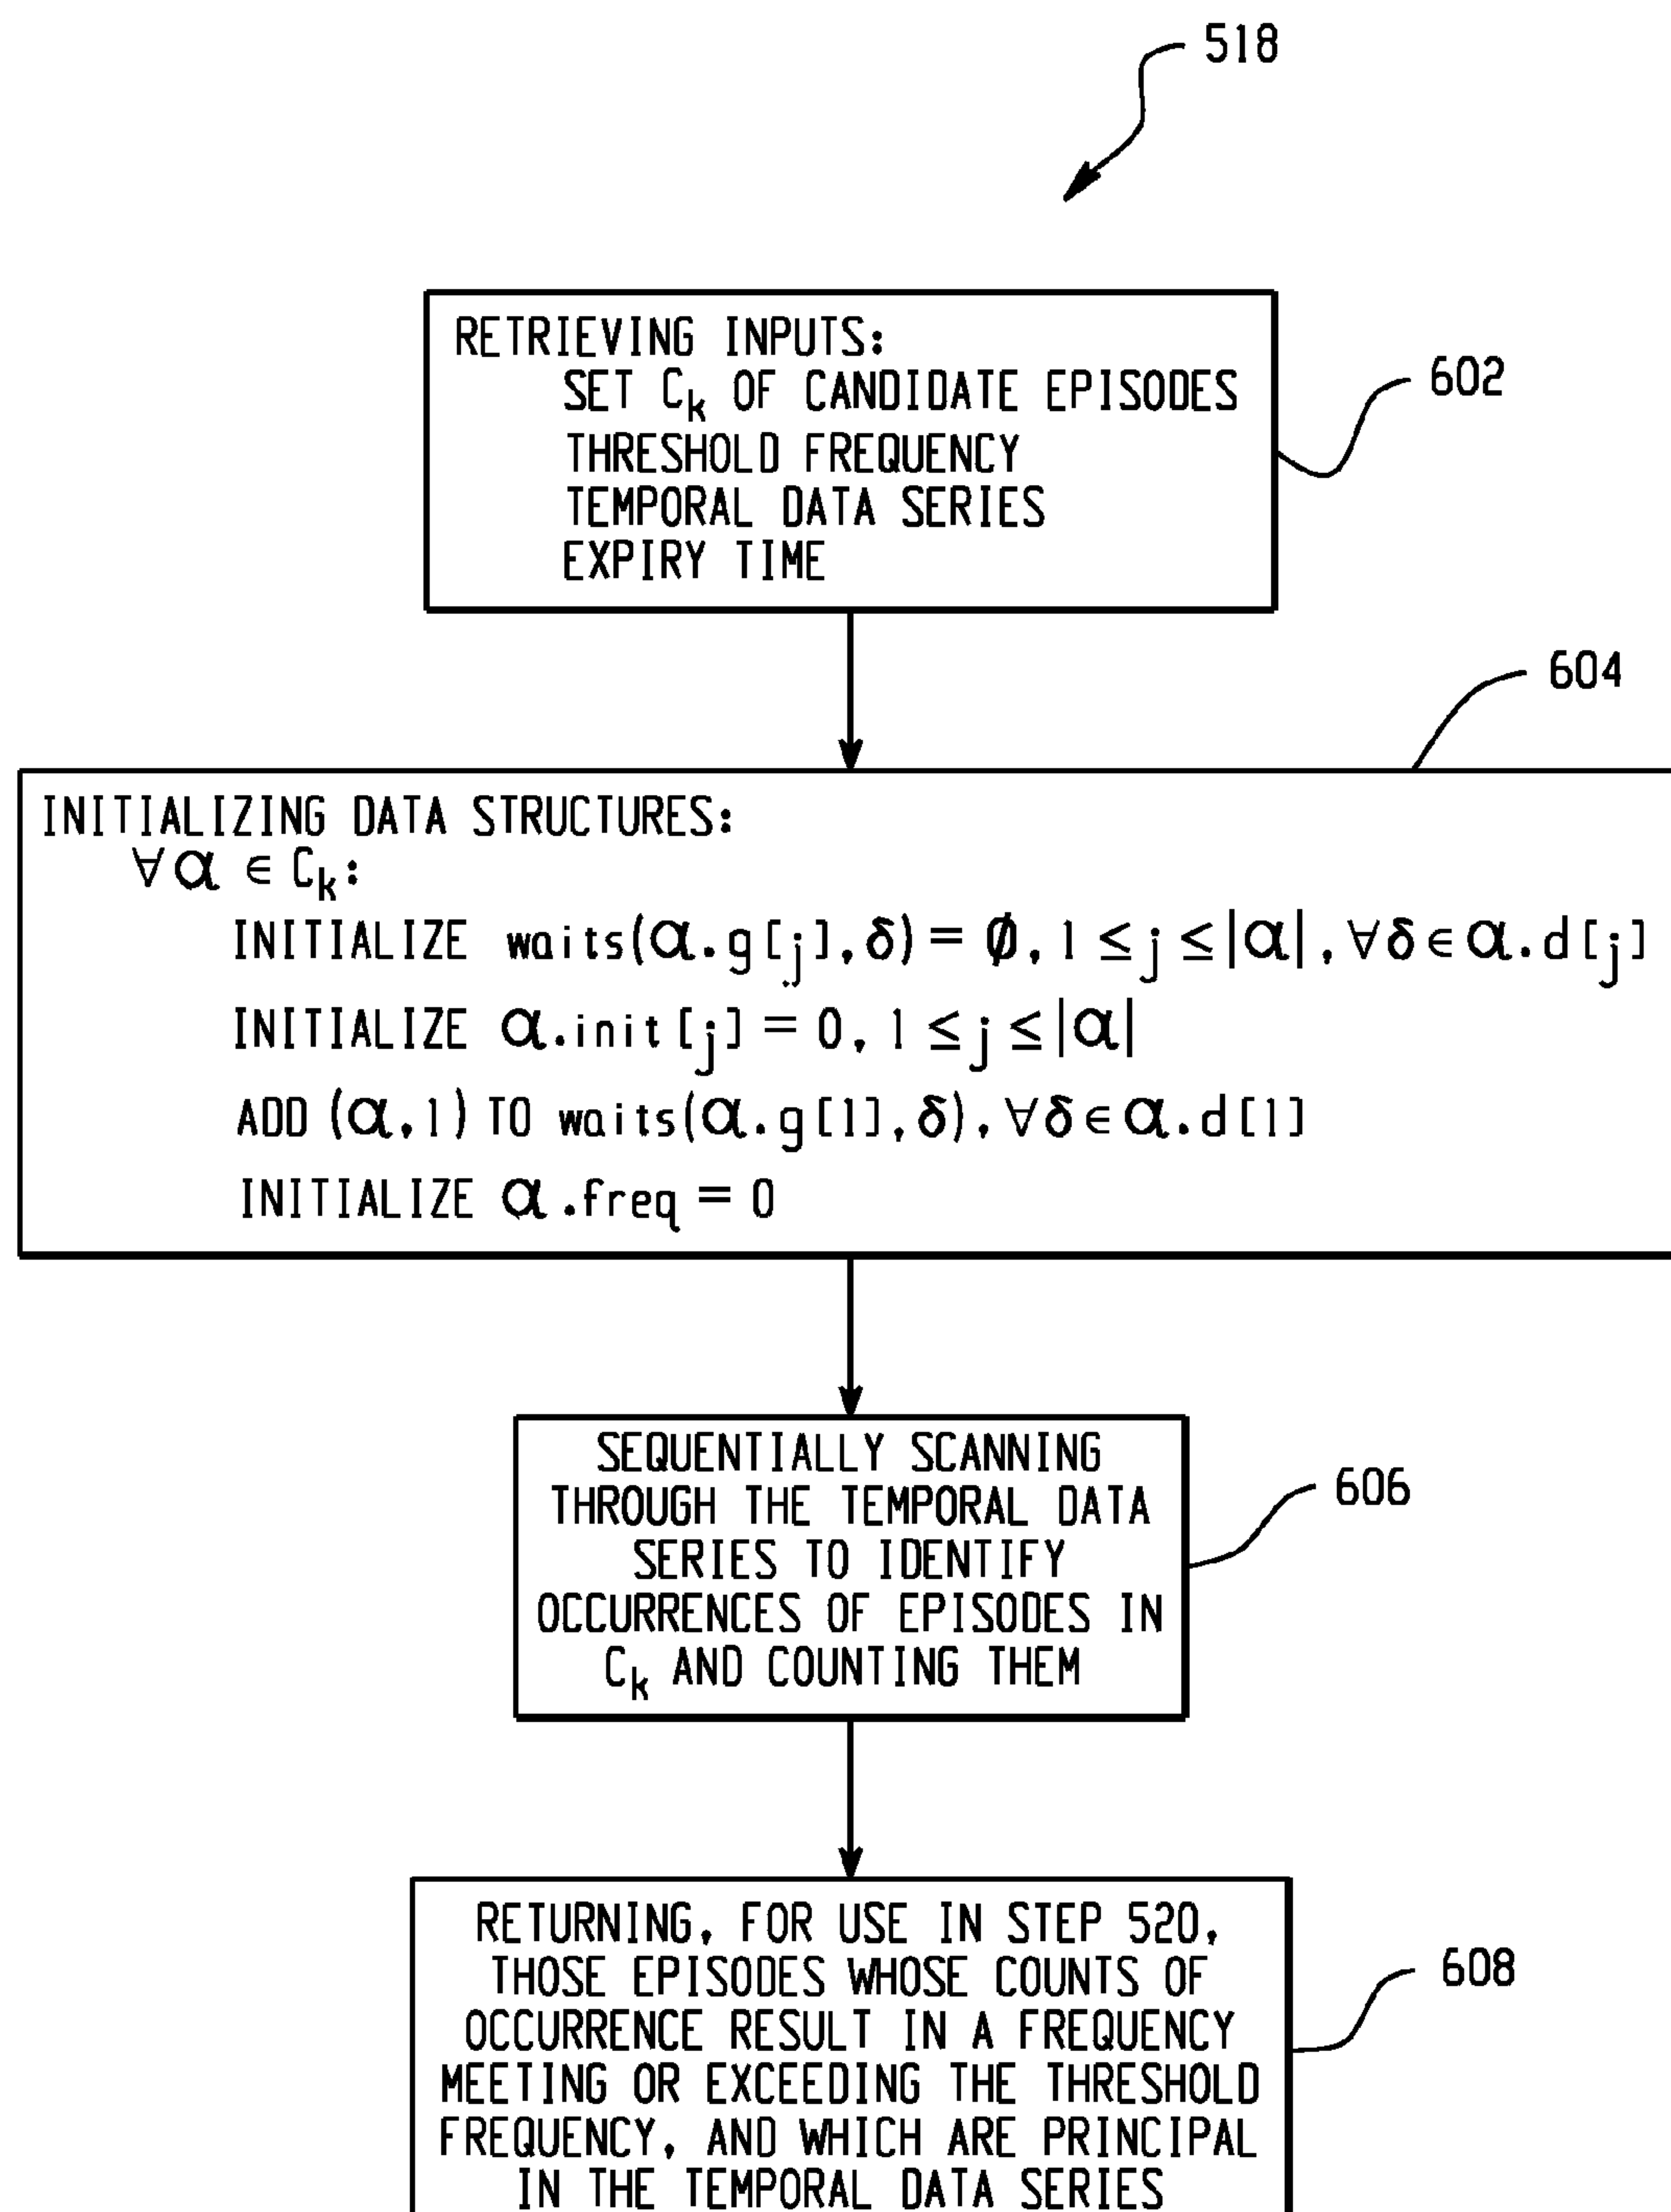 518
RETRIEVING INPUTS:
SET Ck OF CANDIDATE EPISODES
THRESHOLD FREQUENCY
TEMPORAL DATA SERIES
EXPIRY TIME
602
604
INITIALIZING DATA STRUCTURES:
∀α ∈ Ck:
INITIALIZE waits(α.g[j],δ) = Ø, 1 ≤ j ≤ |α|, ∀δ ∈ α.d[j]
INITIALIZE α.init[j] = 0, 1 ≤ j ≤ |α|
ADD (α,1) TO waits(α.g[1],δ), ∀δ ∈ α.d[1]
INITIALIZE α.freq = 0
SEQUENTIALLY SCANNING
THROUGH THE TEMPORAL DATA
SERIES TO IDENTIFY
OCCURRENCES OF EPISODES IN
Ck AND COUNTING THEM
606
RETURNING, FOR USE IN STEP 520,
THOSE EPISODES WHOSE COUNTS OF
OCCURRENCE RESULT IN A FREQUENCY
MEETING OR EXCEEDING THE THRESHOLD
FREQUENCY, AND WHICH ARE PRINCIPAL
IN THE TEMPORAL DATA SERIES
608